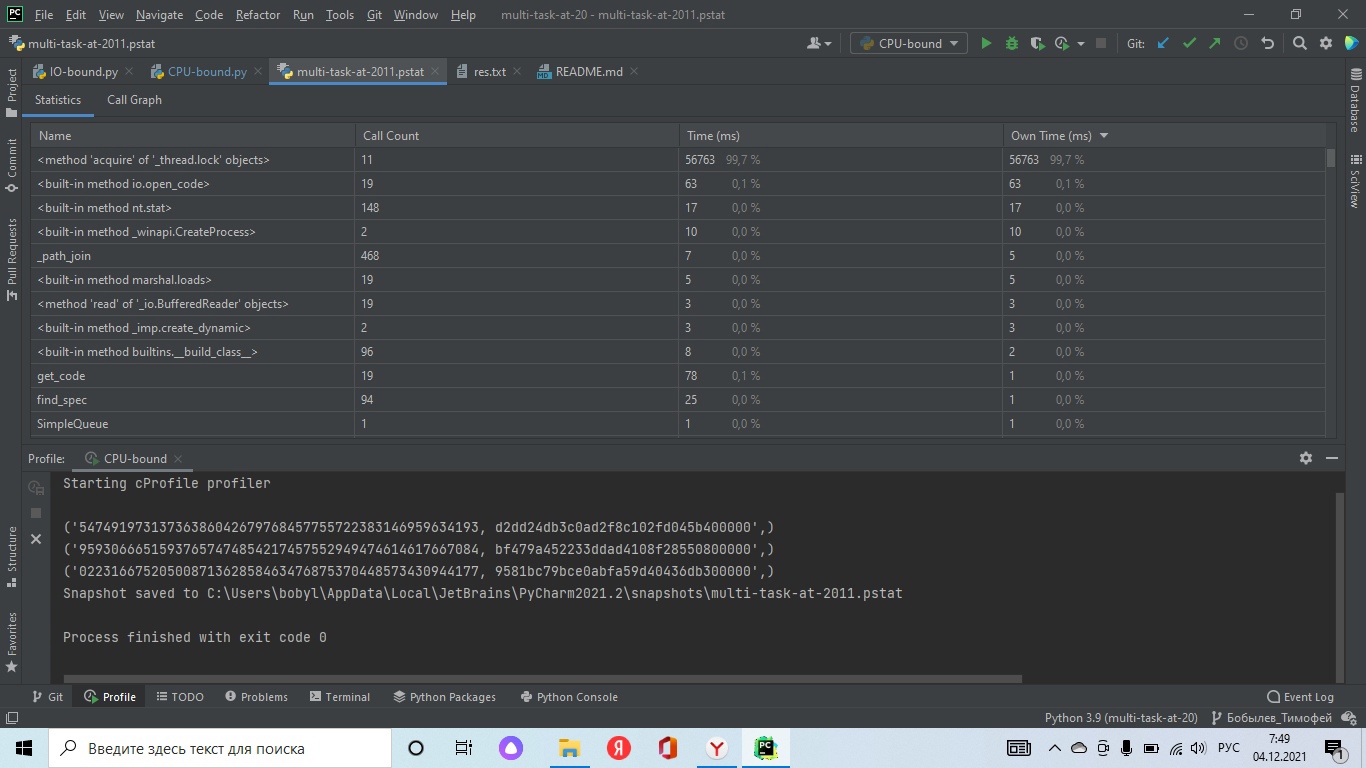 PC File Edit View Navigate Code Refactor Run Tools Git Window Help multi-task-at-20 - multi-task-at-2011.pstat
multi-task-at-2011.pstat CPU-bound Git:
IO-bound.py CPU-bound.py multi-task-at-2011.pstat res.txt README.md
Statistics Call Graph
Name Call Count Time (ms) Own Time (ms)
<method 'acquire' of '_thread.lock' objects> 11 56763 99,7 % 56763 99,7 %
<built-in method io.open_code> 19 63 0,1 % 63 0,1 %
<built-in method nt.stat> 148 17 0,0 % 17 0,0 %
<built-in method _winapi.CreateProcess> 2 10 0,0 % 10 0,0 %
_path_join 468 7 0,0 % 5 0,0 %
<built-in method marshal.loads> 19 5 0,0 % 5 0,0 %
<method 'read' of '_io.BufferedReader' objects> 19 3 0,0 % 3 0,0 %
<built-in method _imp.create_dynamic> 2 3 0,0 % 3 0,0 %
<built-in method builtins.__build_class__> 96 8 0,0 % 2 0,0 %
get_code 19 78 0,1 % 1 0,0 %
find_spec 94 25 0,0 % 1 0,0 %
SimpleQueue 1 1 0,0 % 1 0,0 %
Project
Commit
Pull Requests
Structure
Favorites
Database
SciView
Profile: CPU-bound
Starting cProfile profiler
('54749197313736386042679768457755722383146959634193, d2dd24db3c0ad2f8c102fd045b400000',)
('95930666515937657474854217457552949474614617667084, bf479a452233ddad4108f28550800000',)
('02231667520500871362858463476875370448573430944177, 9581bc79bce0abfa59d40436db300000',)
Snapshot saved to C:\Users\bobyl\AppData\Local\JetBrains\PyCharm2021.2\snapshots\multi-task-at-2011.pstat
Process finished with exit code 0
Git Profile TODO Problems Terminal Python Packages Python Console Event Log
Python 3.9 (multi-task-at-20) Бобылев_Тимофей
Введите здесь текст для поиска Я Y PC РУС 7:49
04.12.2021 1